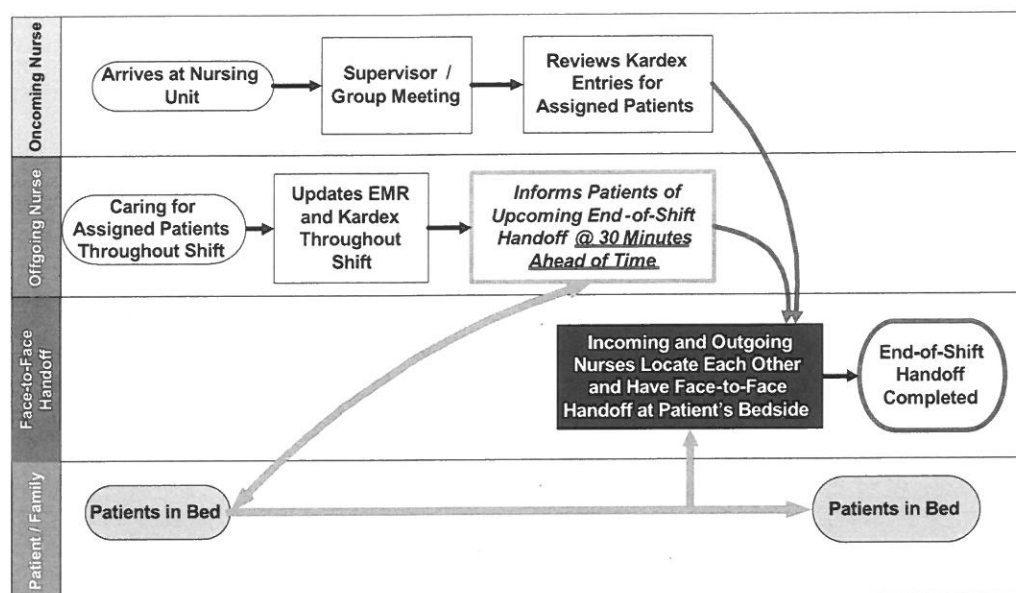 Oncoming Nurse
Arrives at Nursing
Unit
Supervisor /
Group Meeting
Reviews Kardex
Entries for
Assigned Patients
Offgoing Nurse
Caring for
Assigned Patients
Throughout Shift
Updates EMR
and Kardex
Throughout
Shift
Informs Patients of
Upcoming End-of-Shift
Handoff @ 30 Minutes
Ahead of Time
Face-to-Face
Handoff
Incoming and Outgoing
Nurses Locate Each Other
and Have Face-to-Face
Handoff at Patient's Bedside
End-of-Shift
Handoff
Completed
Patient / Family
Patients in Bed
Patients in Bed